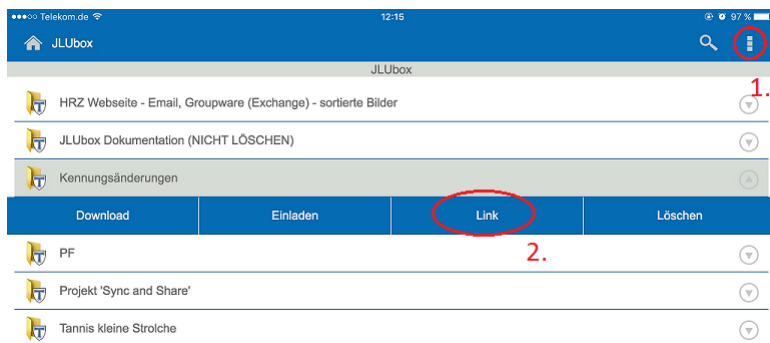 ●●●○○ Telekom.de 12:15 97 %
JLUbox
JLUbox
1.
HRZ Webseite - Email, Groupware (Exchange) - sortierte Bilder
JLUbox Dokumentation (NICHT LÖSCHEN)
Kennungsänderungen
Download Einladen Link Löschen
2.
PF
Projekt 'Sync and Share'
Tannis kleine Strolche